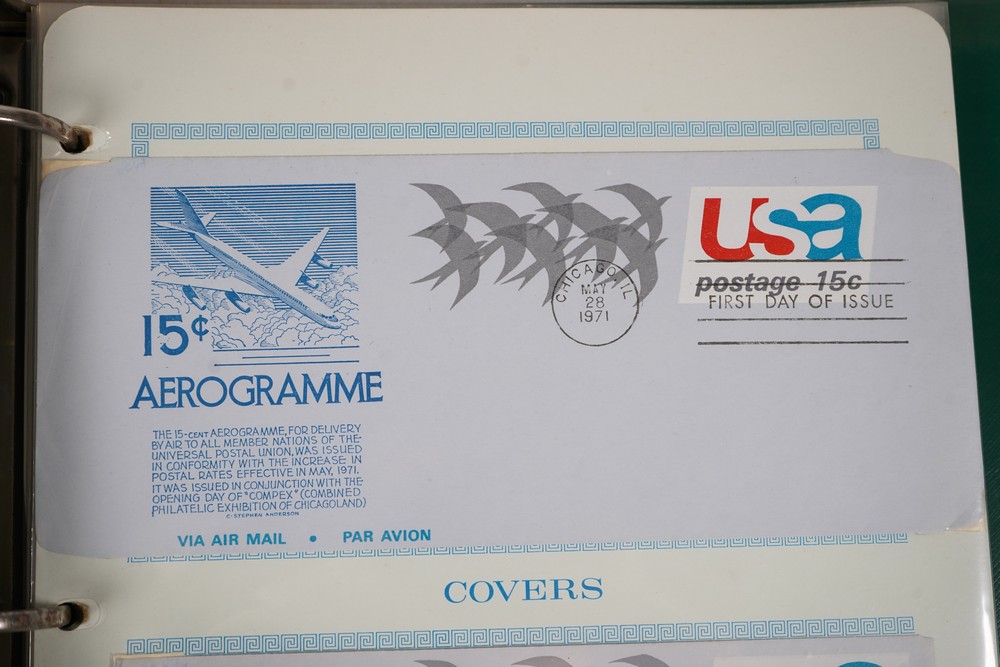 usa
postage 15c
FIRST DAY OF ISSUE
CHICAGO IL
MAY
28
1971
15¢
AEROGRAMME
THE 15-CENT AEROGRAMME, FOR DELIVERY
BY AIR TO ALL MEMBER NATIONS OF THE
UNIVERSAL POSTAL UNION, WAS ISSUED
IN CONFORMITY WITH THE INCREASE IN
POSTAL RATES EFFECTIVE IN MAY, 1971.
IT WAS ISSUED IN CONJUNCTION WITH THE
OPENING DAY OF "COMPEX" (COMBINED
PHILATELIC EXHIBITION OF CHICAGOLAND)
C. STEPHEN ANDERSON
VIA AIR MAIL • PAR AVION
COVERS